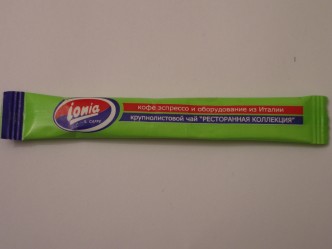 ionia
кофе эспрессо и оборудование из Италии
крупнолистовой чай "РЕСТОРАННАЯ КОЛЛЕКЦИЯ"